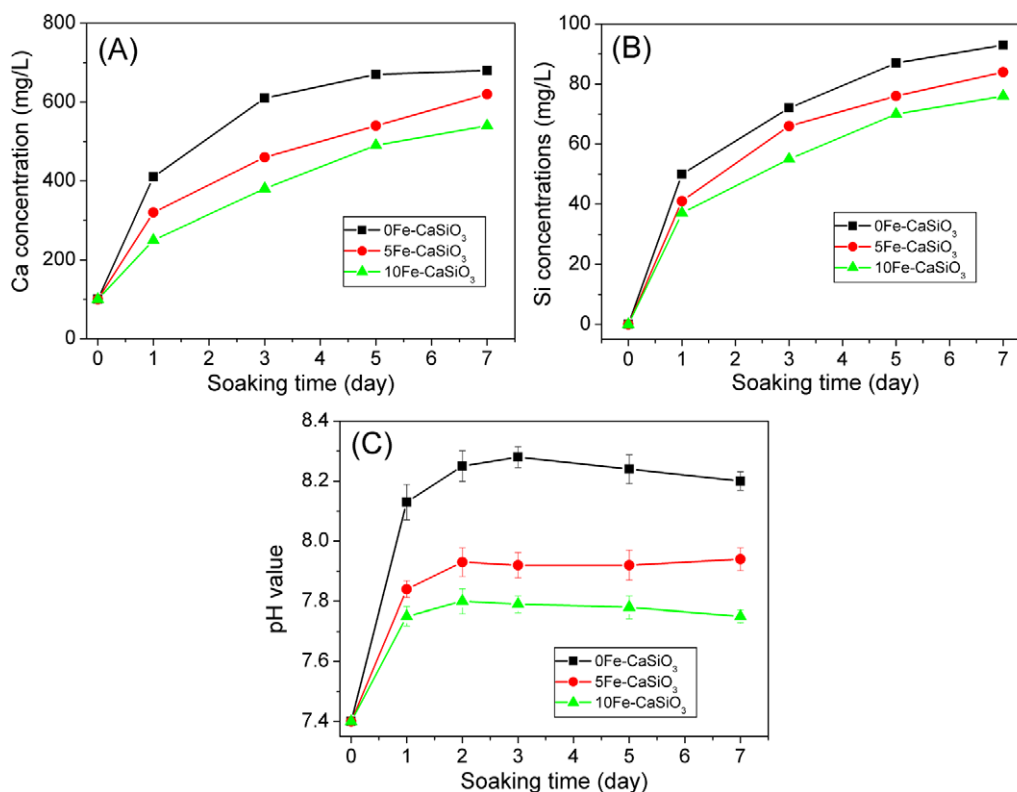 (A)
Ca concentration (mg/L)
800
600
400
200
0
0 1 2 3 4 5 6 7
Soaking time (day)
0Fe-CaSiO₃
5Fe-CaSiO₃
10Fe-CaSiO₃
(B)
Si concentrations (mg/L)
100
80
60
40
20
0
0 1 2 3 4 5 6 7
Soaking time (day)
0Fe-CaSiO₃
5Fe-CaSiO₃
10Fe-CaSiO₃
(C)
pH value
8.4
8.2
8.0
7.8
7.6
7.4
0 1 2 3 4 5 6 7
Soaking time (day)
0Fe-CaSiO₃
5Fe-CaSiO₃
10Fe-CaSiO₃